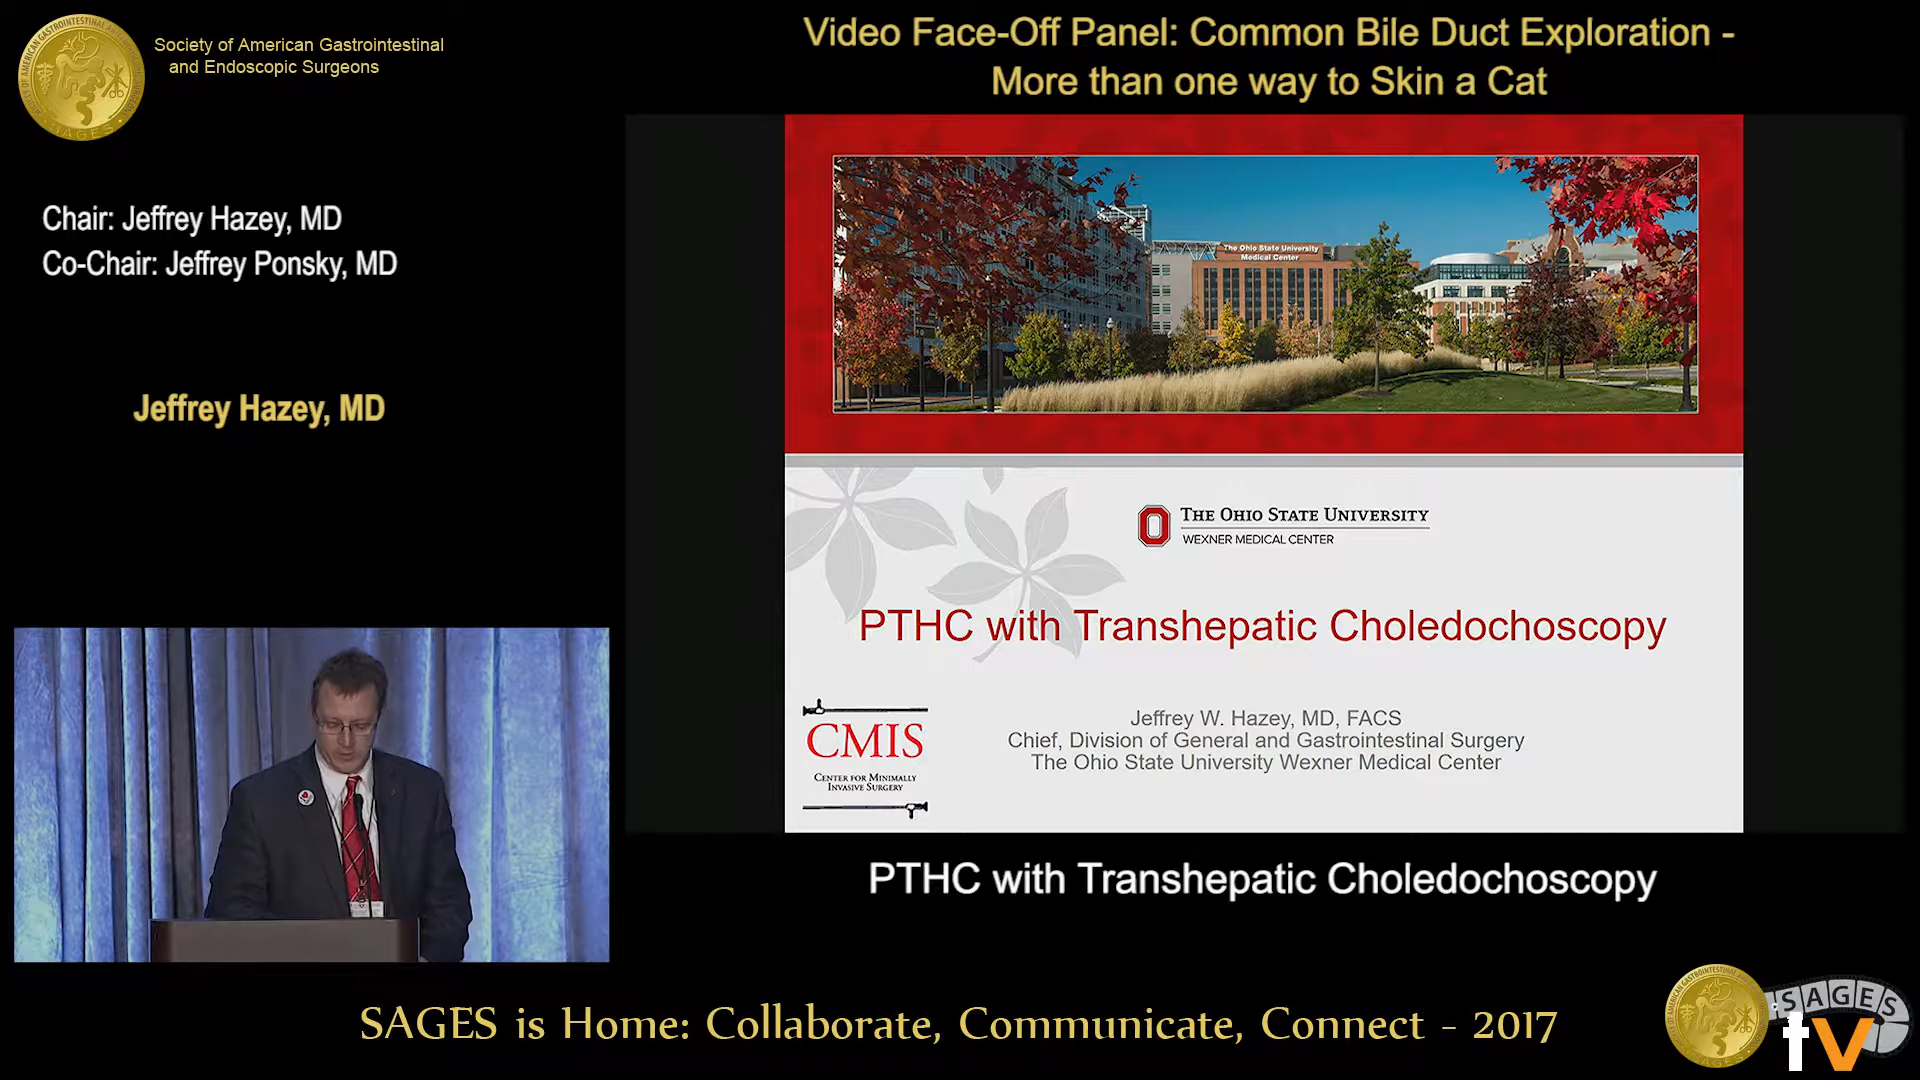 Society of American Gastrointestinal
and Endoscopic Surgeons
Video Face-Off Panel: Common Bile Duct Exploration -
More than one way to Skin a Cat
Chair: Jeffrey Hazey, MD
Co-Chair: Jeffrey Ponsky, MD
Jeffrey Hazey, MD
The Ohio State University
Medical Center
THE OHIO STATE UNIVERSITY
WEXNER MEDICAL CENTER
PTHC with Transhepatic Choledochoscopy
CMIS
CENTER FOR MINIMALLY
INVASIVE SURGERY
Jeffrey W. Hazey, MD, FACS
Chief, Division of General and Gastrointestinal Surgery
The Ohio State University Wexner Medical Center
PTHC with Transhepatic Choledochoscopy
SAGES is Home: Collaborate, Communicate, Connect - 2017
SAGES
tv